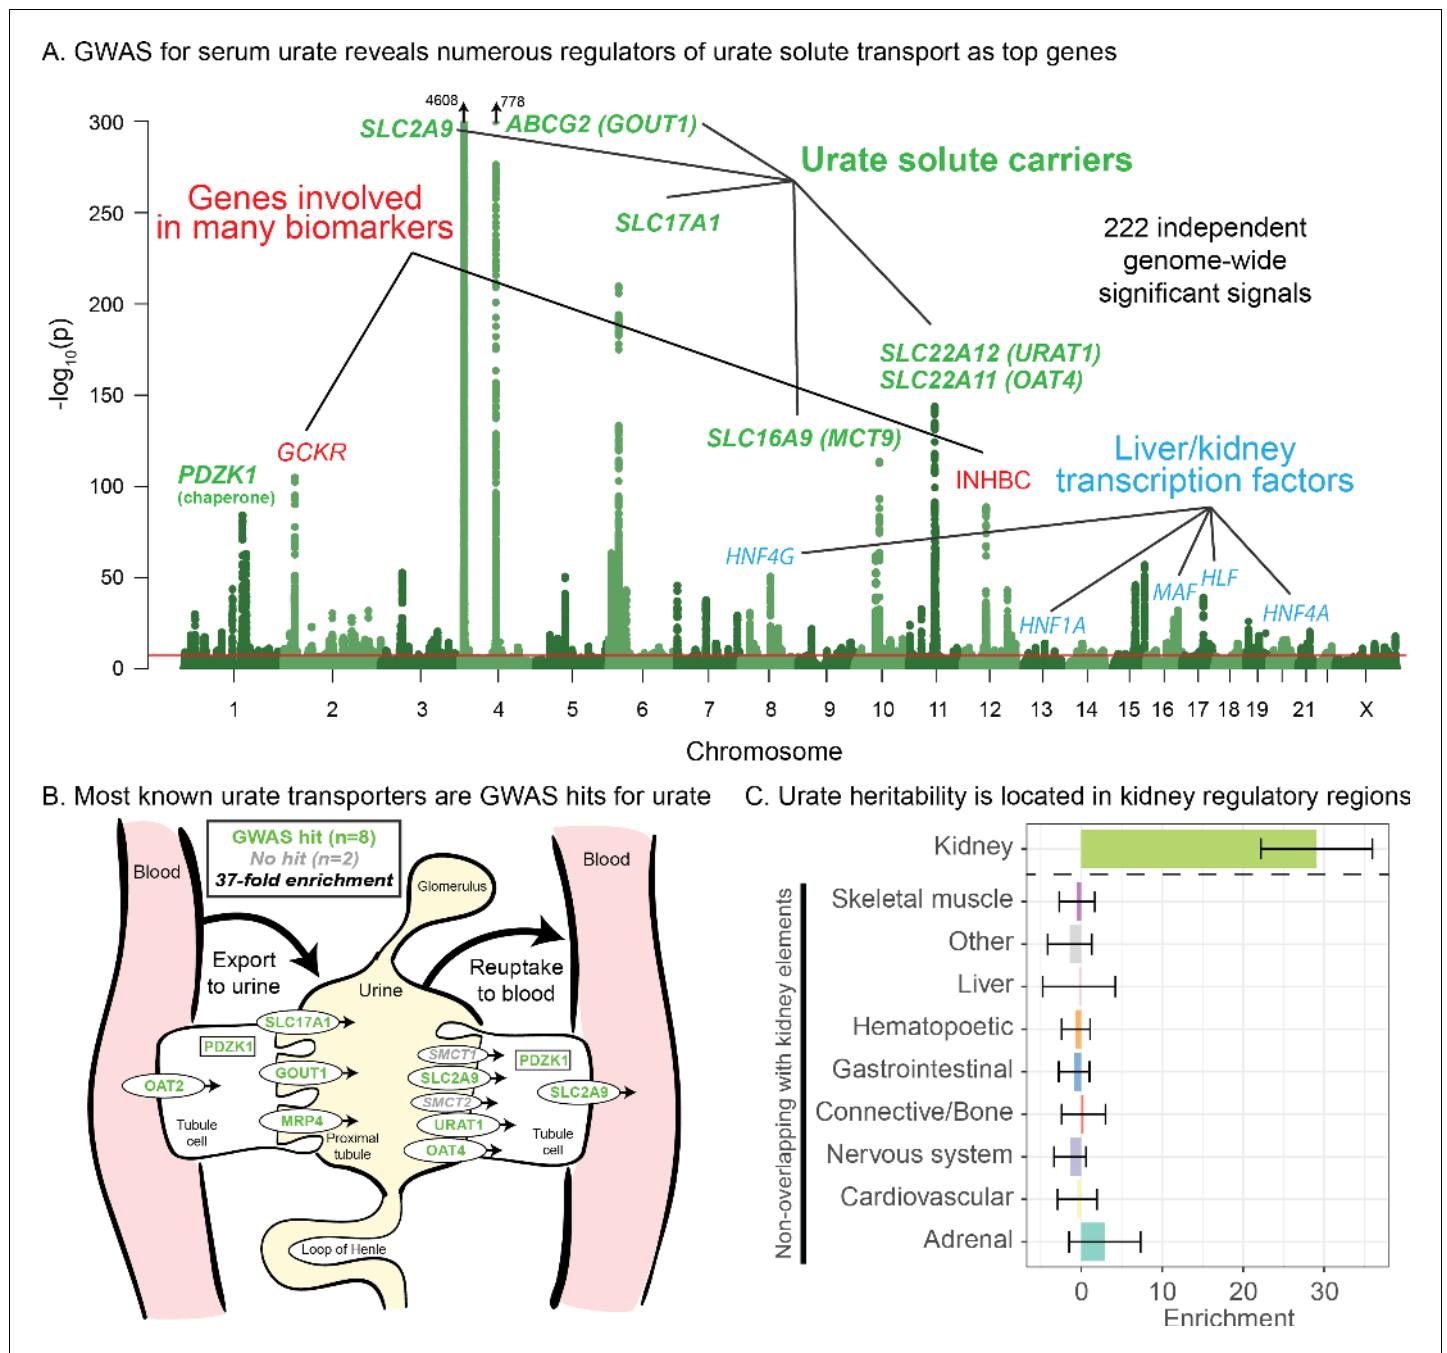 A. GWAS for serum urate reveals numerous regulators of urate solute transport as top genes
4608
778
300
250
200
150
100
50
0
-log10(p)
SLC2A9
ABCG2 (GOUT1)
Urate solute carriers
Genes involved
in many biomarkers
SLC17A1
222 independent
genome-wide
significant signals
SLC22A12 (URAT1)
SLC22A11 (OAT4)
SLC16A9 (MCT9)
GCKR
PDZK1
(chaperone)
INHBC
Liver/kidney
transcription factors
HNF4G
HNF1A
MAF
HLF
HNF4A
1 2 3 4 5 6 7 8 9 10 11 12 13 14 15 16 17 18 19 21 X
Chromosome
B. Most known urate transporters are GWAS hits for urate
GWAS hit (n=8)
No hit (n=2)
37-fold enrichment
Blood
Blood
Glomerulus
Export
to urine
Urine
Reuptake
to blood
SLC17A1
PDZK1
GOUT1
OAT2
MRP4
Tubule
cell
Proximal
tubule
SMCT1
SLC2A9
SMCT2
URAT1
OAT4
PDZK1
SLC2A9
Tubule
cell
Loop of Henle
C. Urate heritability is located in kidney regulatory regions
Kidney
Skeletal muscle
Other
Liver
Hematopoetic
Gastrointestinal
Connective/Bone
Nervous system
Cardiovascular
Adrenal
Non-overlapping with kidney elements
0 10 20 30
Enrichment